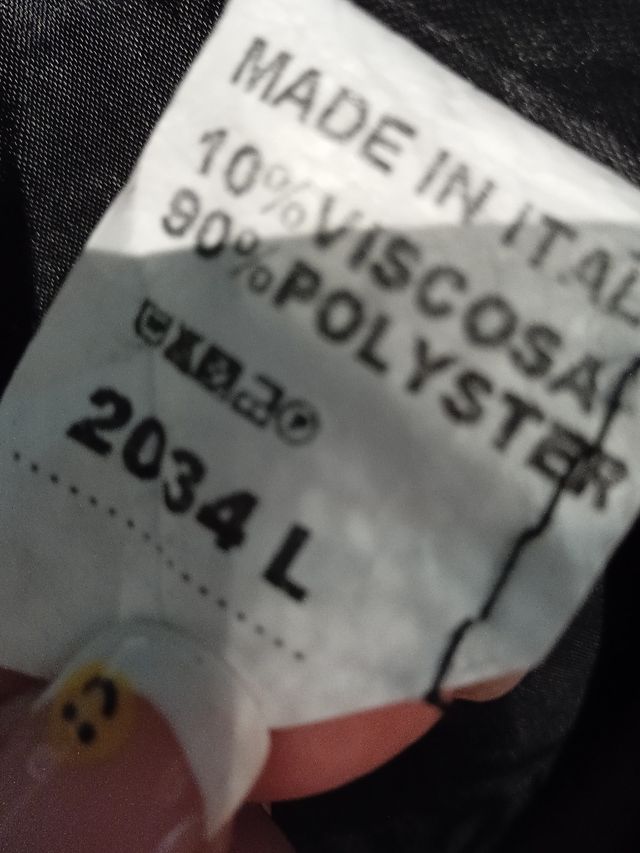 MADE IN ITAL
10%VISCOSA
90%POLYSTER
2034 L